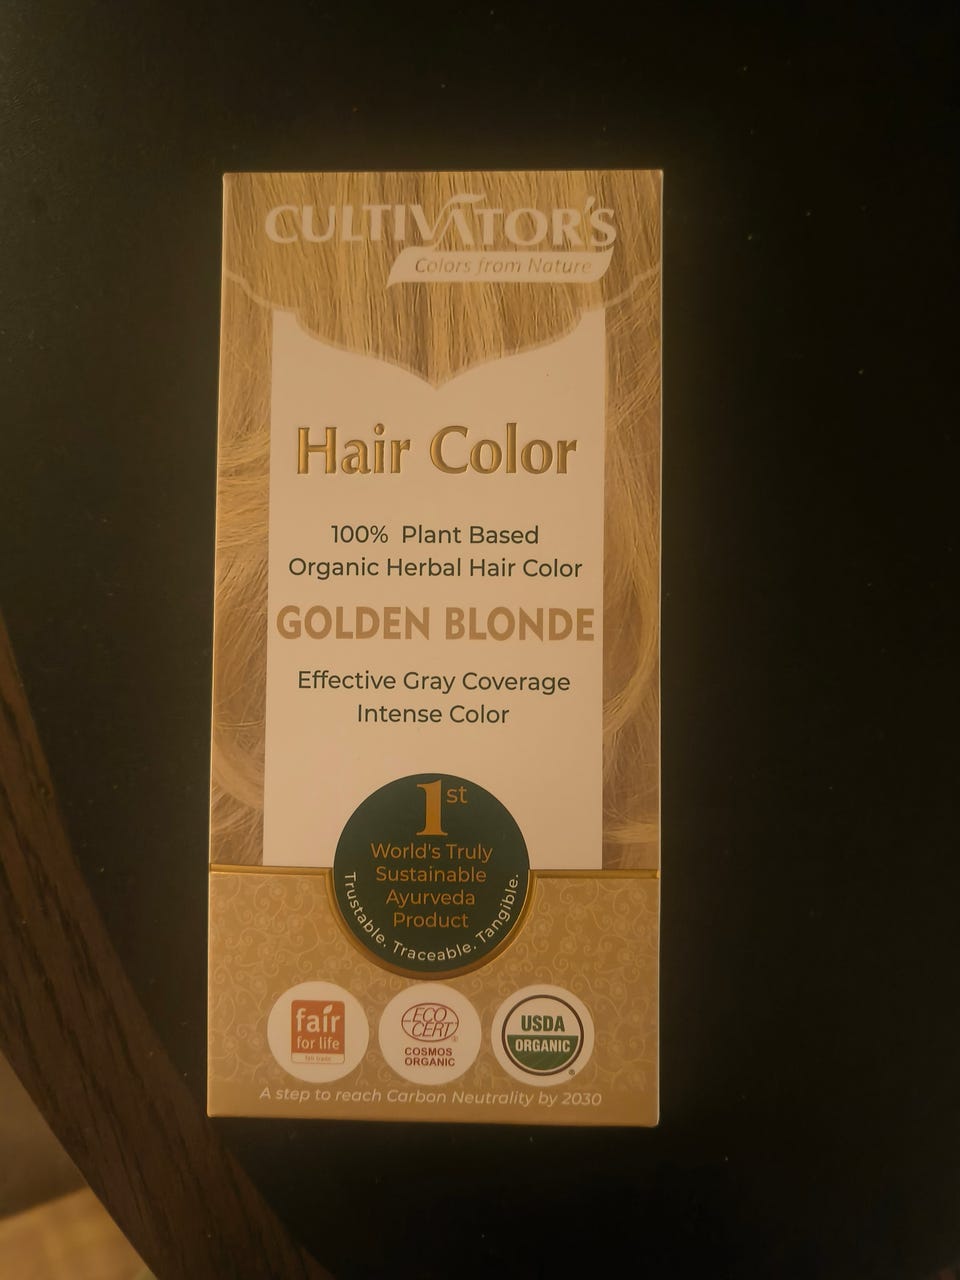 CULTIVATOR'S
Colors from Nature
Hair Color
100% Plant Based
Organic Herbal Hair Color
GOLDEN BLONDE
Effective Gray Coverage
Intense Color
1st
World's Truly
Sustainable
Ayurveda
Product
Trustable. Traceable. Tangible.
fair
for life
fair trade
ECO
CERT®
COSMOS
ORGANIC
USDA
ORGANIC
®
A step to reach Carbon Neutrality by 2030